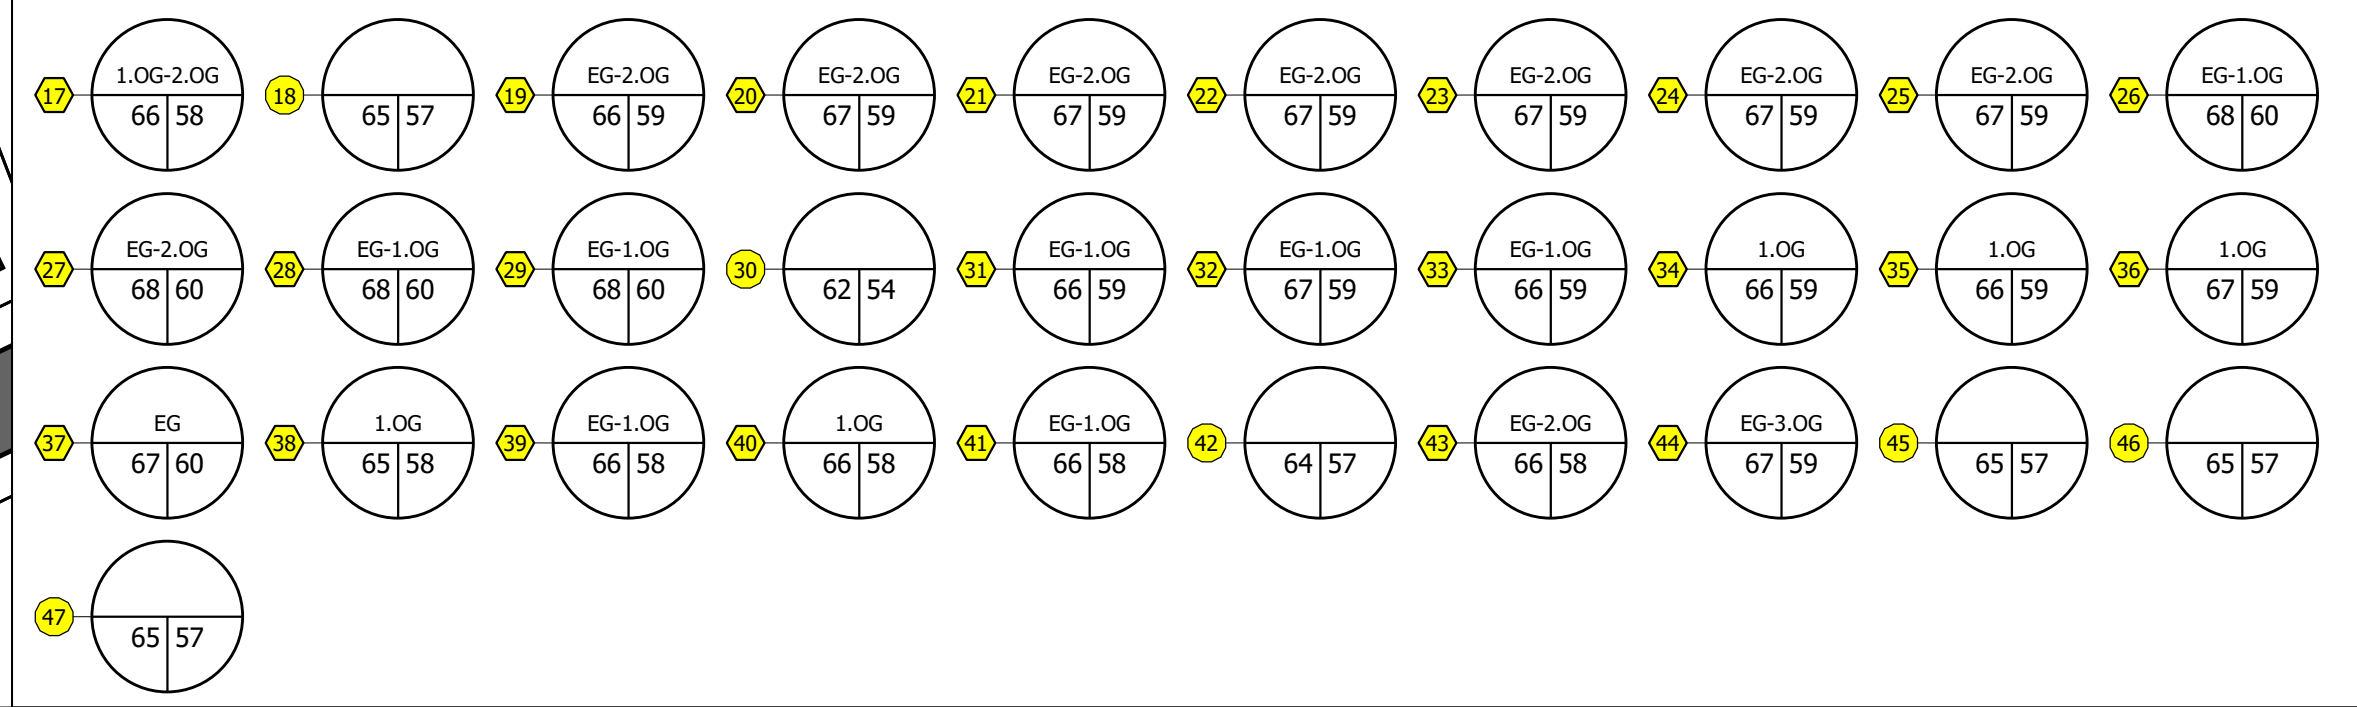 1.OG-2.OG EG-2.OG EG-2.OG EG-2.OG EG-2.OG EG-2.OG EG-2.OG EG-2.OG EG-1.OG
17 18 19 20 21 22 23 24 25 26
66 58 65 57 66 59 67 59 67 59 67 59 67 59 67 59 67 59 68 60
EG-2.OG EG-1.OG EG-1.OG EG-1.OG EG-1.OG EG-1.OG 1.OG 1.OG 1.OG
27 28 29 30 31 32 33 34 35 36
68 60 68 60 68 60 62 54 66 59 67 59 66 59 66 59 66 59 67 59
EG 1.OG EG-1.OG 1.OG EG-1.OG EG-2.OG EG-3.OG
37 38 39 40 41 42 43 44 45 46
67 60 65 58 66 58 66 58 66 58 64 57 66 58 67 59 65 57 65 57
47
65 57